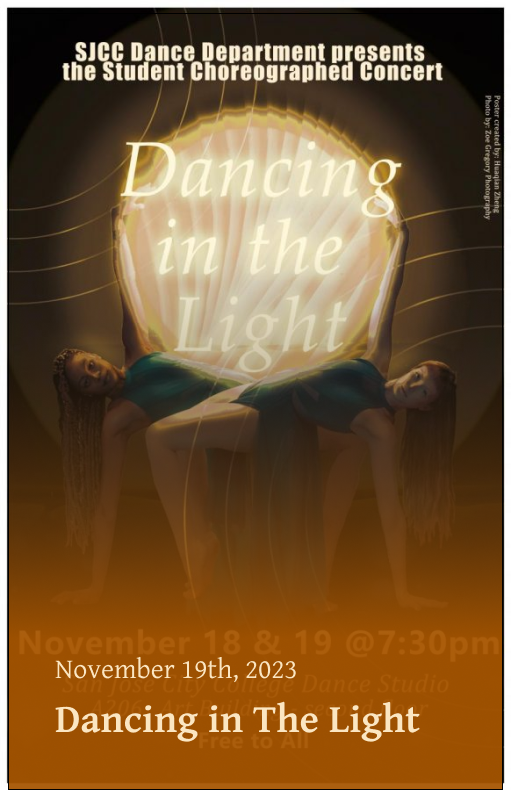 SJCC Dance Department presents
the Student Choreographed Concert
Poster created by: Huaqian Zheng
Photo by: Zoe Gregory Photography
Dancing
in the
Light
November 18 & 19 @7:30pm
November 19th, 2023
San Jose City College Dance Studio
Dancing in The Light
Free to All